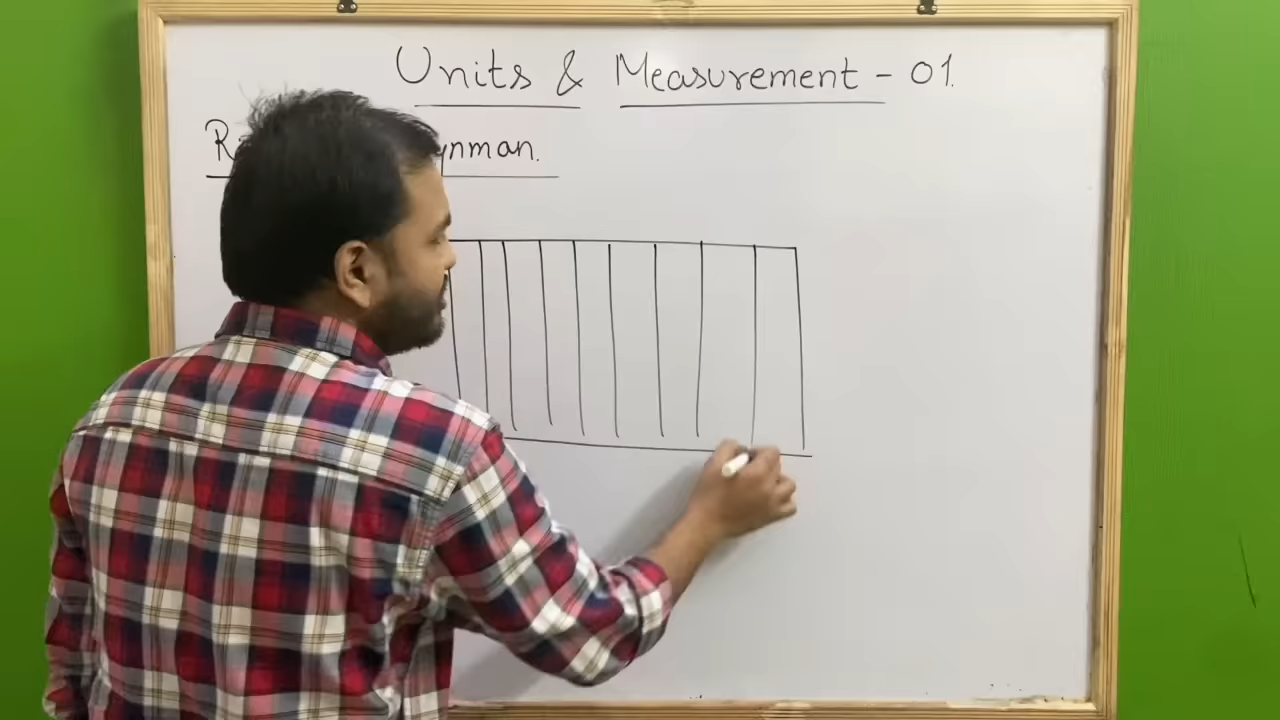 Units & Measurement - 01.
ynman.